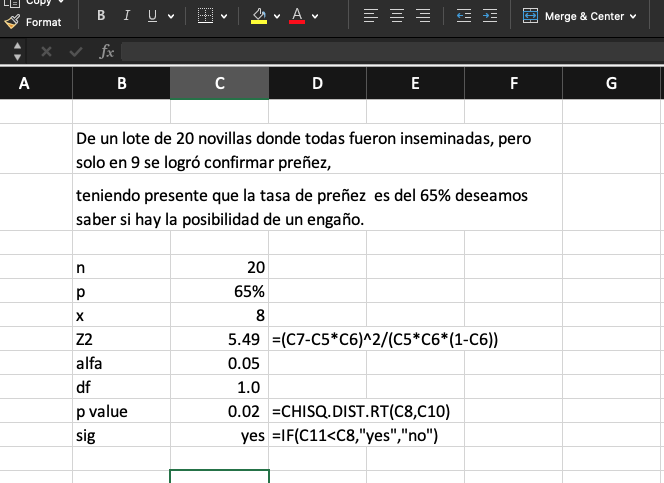 Copy
Format
B I U A
Merge & Center
fx
A B C D E F G
De un lote de 20 novillas donde todas fueron inseminadas, pero
solo en 9 se logró confirmar preñez,
teniendo presente que la tasa de preñez es del 65% deseamos
saber si hay la posibilidad de un engaño.
n 20
p 65%
x 8
Z2 5.49 =(C7-C5*C6)^2/(C5*C6*(1-C6))
alfa 0.05
df 1.0
p value 0.02 =CHISQ.DIST.RT(C8,C10)
sig yes =IF(C11<C8,"yes","no")